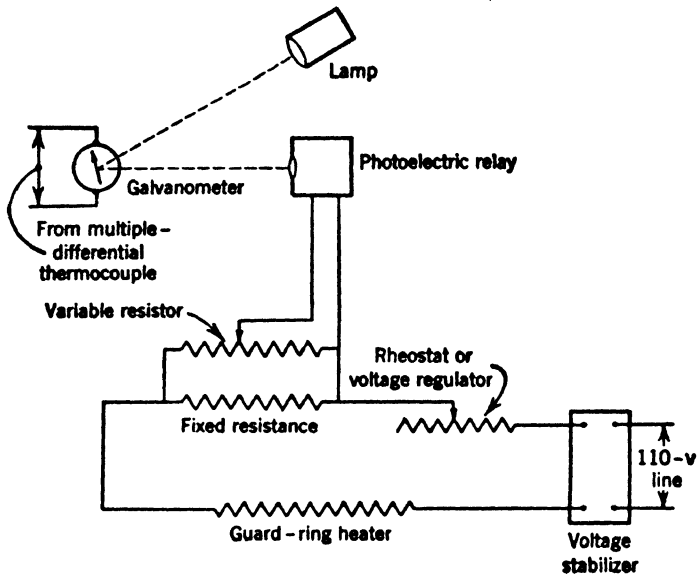 Lamp
Photoelectric relay
Galvanometer
From multiple-
differential
thermocouple
Variable resistor
Rheostat or
voltage regulator
Fixed resistance
110-v
line
Guard-ring heater
Voltage
stabilizer